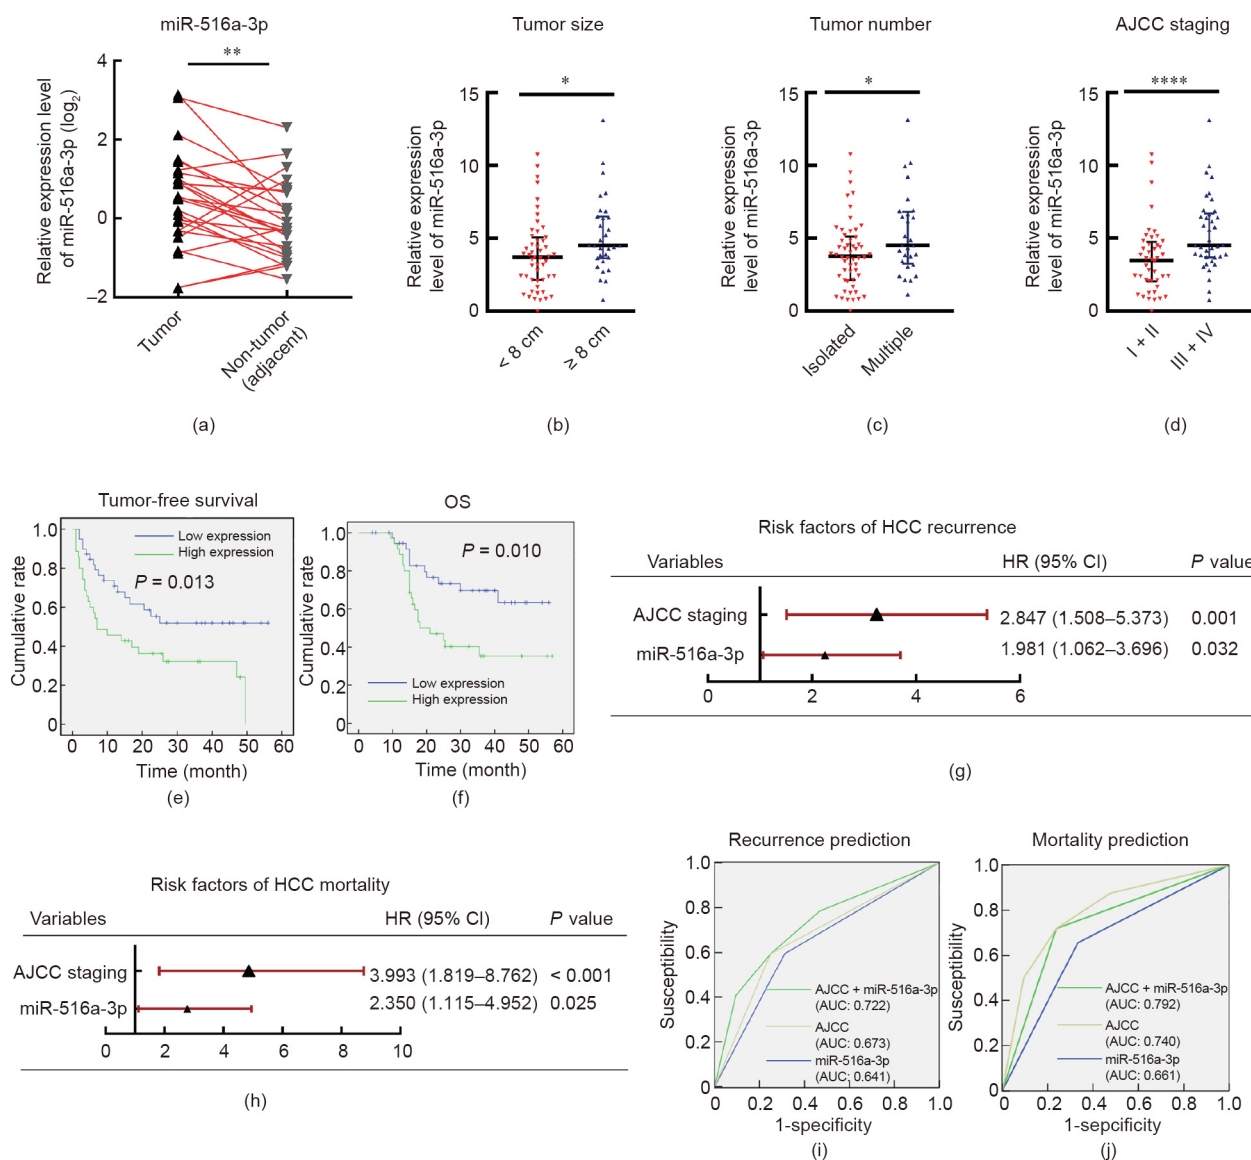 miR-516a-3p
**
Relative expression level
of miR-516a-3p (log2)
4
2
0
−2
Tumor
Non-tumor
(adjacent)
(a)
Tumor size
*
Relative expression
level of miR-516a-3p
15
10
5
0
< 8 cm
≥ 8 cm
(b)
Tumor number
*
Relative expression
level of miR-516a-3p
15
10
5
0
Isolated
Multiple
(c)
AJCC staging
****
Relative expression
level of miR-516a-3p
15
10
5
0
I + II
III + IV
(d)
Tumor-free survival
Cumulative rate
1.0
0.8
0.6
0.4
0.2
0
Low expression
High expression
P = 0.013
0 10 20 30 40 50 60
Time (month)
(e)
OS
Cumulative rate
1.0
0.8
0.6
0.4
0.2
0
P = 0.010
Low expression
High expression
0 10 20 30 40 50 60
Time (month)
(f)
Risk factors of HCC recurrence
Variables HR (95% CI) P value
AJCC staging 2.847 (1.508–5.373) 0.001
miR-516a-3p 1.981 (1.062–3.696) 0.032
0 2 4 6
(g)
Risk factors of HCC mortality
Variables HR (95% CI) P value
AJCC staging 3.993 (1.819–8.762) < 0.001
miR-516a-3p 2.350 (1.115–4.952) 0.025
0 2 4 6 8 10
(h)
Recurrence prediction
Susceptibility
1.0
0.8
0.6
0.4
0.2
0
AJCC + miR-516a-3p
(AUC: 0.722)
AJCC
(AUC: 0.673)
miR-516a-3p
(AUC: 0.641)
0 0.2 0.4 0.6 0.8 1.0
1-specificity
(i)
Mortality prediction
Susceptibility
1.0
0.8
0.6
0.4
0.2
0
AJCC + miR-516a-3p
(AUC: 0.792)
AJCC
(AUC: 0.740)
miR-516a-3p
(AUC: 0.661)
0 0.2 0.4 0.6 0.8 1.0
1-sepcificity
(j)